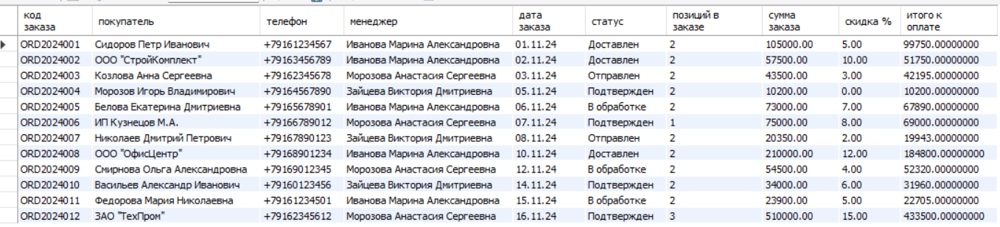 код заказа покупатель телефон менеджер дата заказа статус позиций в заказе сумма заказа скидка % итого к оплате
ORD2024001 Сидоров Петр Иванович +79161234567 Иванова Марина Александровна 01.11.24 Доставлен 2 105000.00 5.00 99750.00000000
ORD2024002 ООО "СтройКомплект" +79163456789 Иванова Марина Александровна 02.11.24 Доставлен 2 57500.00 10.00 51750.00000000
ORD2024003 Козлова Анна Сергеевна +79162345678 Морозова Анастасия Сергеевна 03.11.24 Отправлен 2 43500.00 3.00 42195.00000000
ORD2024004 Морозов Игорь Владимирович +79164567890 Зайцева Виктория Дмитриевна 05.11.24 Подтвержден 2 10200.00 0.00 10200.00000000
ORD2024005 Белова Екатерина Дмитриевна +79165678901 Иванова Марина Александровна 06.11.24 В обработке 2 73000.00 7.00 67890.00000000
ORD2024006 ИП Кузнецов М.А. +79166789012 Морозова Анастасия Сергеевна 07.11.24 Подтвержден 1 75000.00 8.00 69000.00000000
ORD2024007 Николаев Дмитрий Петрович +79167890123 Зайцева Виктория Дмитриевна 08.11.24 Отправлен 2 20350.00 2.00 19943.00000000
ORD2024008 ООО "ОфисЦентр" +79168901234 Иванова Марина Александровна 10.11.24 Доставлен 2 210000.00 12.00 184800.00000000
ORD2024009 Смирнова Ольга Александровна +79169012345 Морозова Анастасия Сергеевна 12.11.24 В обработке 2 54500.00 4.00 52320.00000000
ORD2024010 Васильев Александр Иванович +79160123456 Зайцева Виктория Дмитриевна 14.11.24 Подтвержден 2 34000.00 6.00 31960.00000000
ORD2024011 Федорова Мария Николаевна +79161234501 Иванова Марина Александровна 15.11.24 В обработке 2 23900.00 5.00 22705.00000000
ORD2024012 ЗАО "ТехПром" +79162345612 Морозова Анастасия Сергеевна 16.11.24 Подтвержден 3 510000.00 15.00 433500.00000000